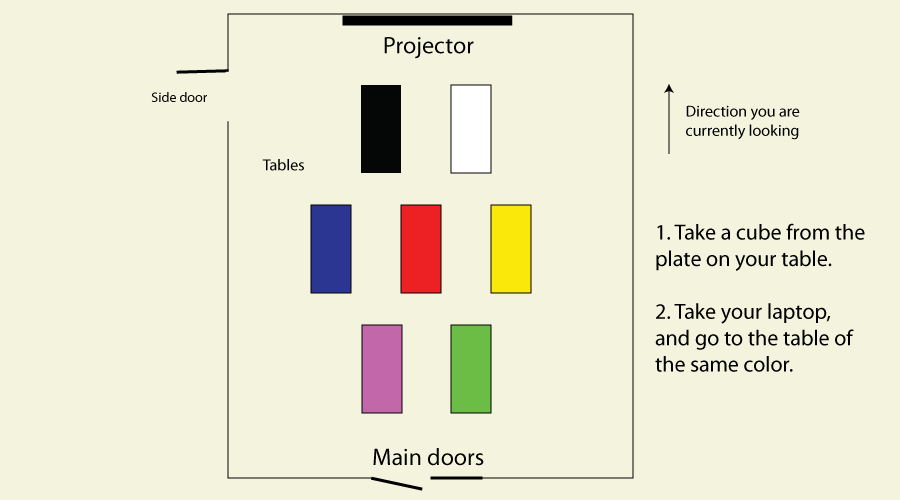 Projector
Side door
Direction you are
currently looking
Tables
1. Take a cube from the
plate on your table.
2. Take your laptop,
and go to the table of
the same color.
Main doors